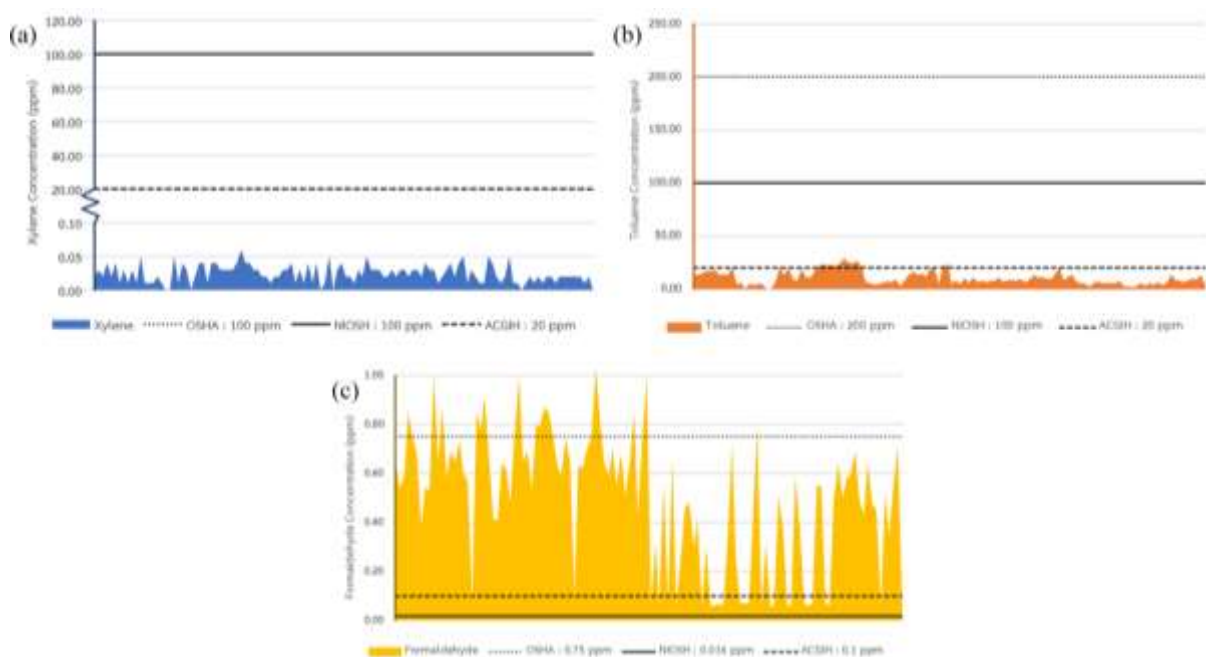 (a)
Xylene Concentration (ppm)
120.00
100.00
80.00
60.00
40.00
20.00
0.10
0.05
0.00
Xylene OSHA : 100 ppm NIOSH : 100 ppm ACGIH : 20 ppm
(b)
Toluene Concentration (ppm)
250.00
200.00
150.00
100.00
50.00
0.00
Toluene OSHA : 200 ppm NIOSH : 100 ppm ACGIH : 20 ppm
(c)
Formaldehyde Concentration (ppm)
1.00
0.80
0.60
0.40
0.20
0.00
Formaldehyde OSHA : 0.75 ppm NIOSH : 0.016 ppm ACGIH : 0.1 ppm